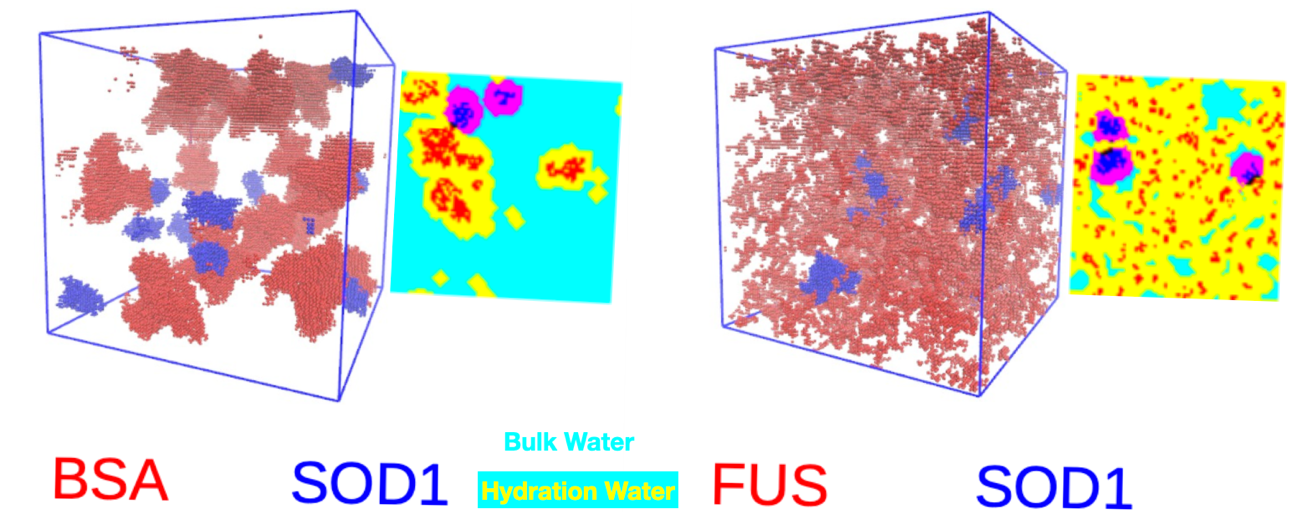 BSA
SOD1
Bulk Water
Hydration Water
FUS
SOD1